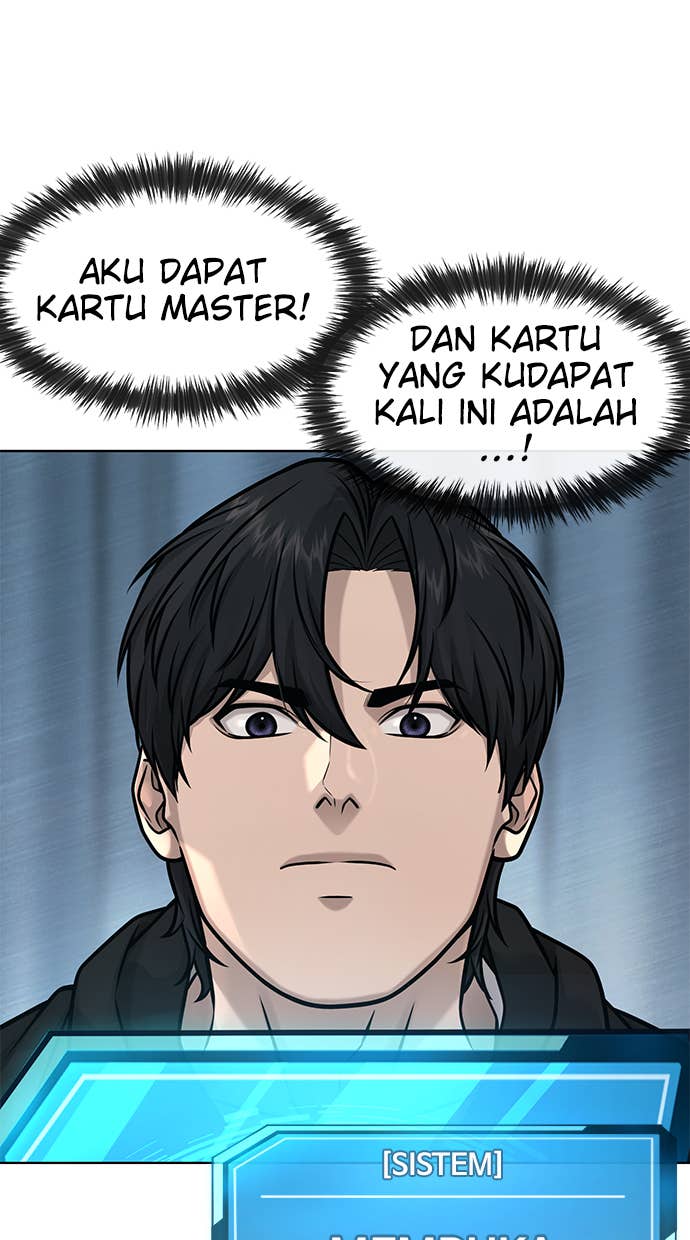 AKU DAPAT
KARTU MASTER!
DAN KARTU
YANG KUDAPAT
KALI INI ADALAH
...!
[SISTEM]